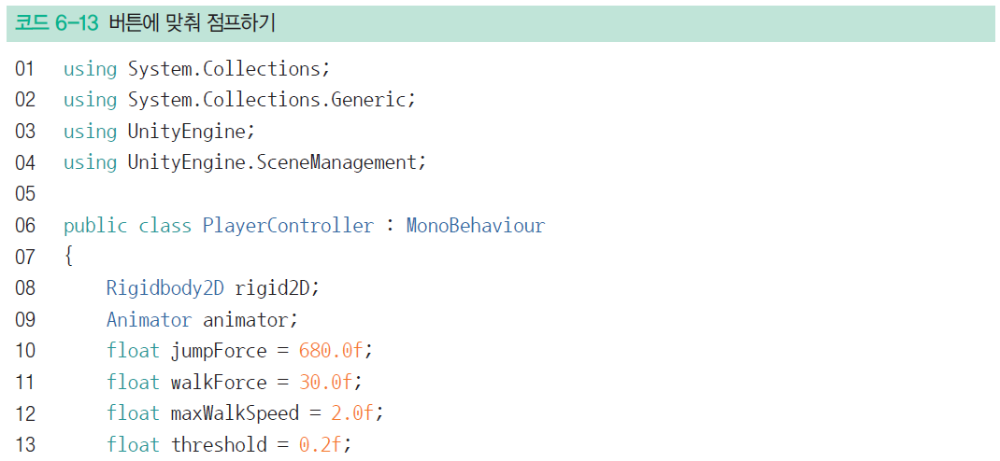 코드 6-13 버튼에 맞춰 점프하기
01 using System.Collections;
02 using System.Collections.Generic;
03 using UnityEngine;
04 using UnityEngine.SceneManagement;
05
06 public class PlayerController : MonoBehaviour
07 {
08 Rigidbody2D rigid2D;
09 Animator animator;
10 float jumpForce = 680.0f;
11 float walkForce = 30.0f;
12 float maxWalkSpeed = 2.0f;
13 float threshold = 0.2f;